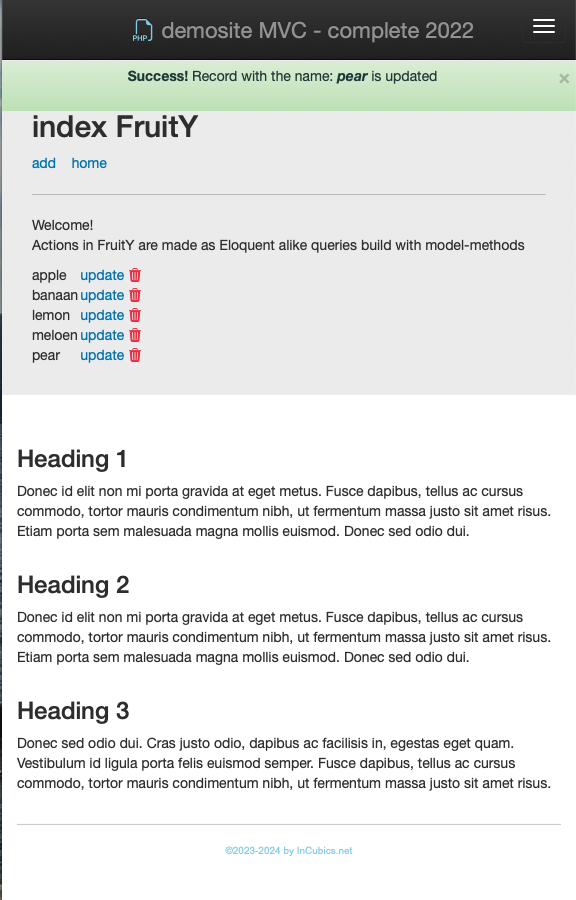 PHP demosite MVC - complete 2022
Success! Record with the name: pear is updated ×
index FruitY
add home
Welcome!
Actions in FruitY are made as Eloquent alike queries build with model-methods
apple update
banaan update
lemon update
meloen update
pear update
Heading 1
Donec id elit non mi porta gravida at eget metus. Fusce dapibus, tellus ac cursus
commodo, tortor mauris condimentum nibh, ut fermentum massa justo sit amet risus.
Etiam porta sem malesuada magna mollis euismod. Donec sed odio dui.
Heading 2
Donec id elit non mi porta gravida at eget metus. Fusce dapibus, tellus ac cursus
commodo, tortor mauris condimentum nibh, ut fermentum massa justo sit amet risus.
Etiam porta sem malesuada magna mollis euismod. Donec sed odio dui.
Heading 3
Donec sed odio dui. Cras justo odio, dapibus ac facilisis in, egestas eget quam.
Vestibulum id ligula porta felis euismod semper. Fusce dapibus, tellus ac cursus
commodo, tortor mauris condimentum nibh, ut fermentum massa justo sit amet risus.
©2023-2024 by InCubics.net